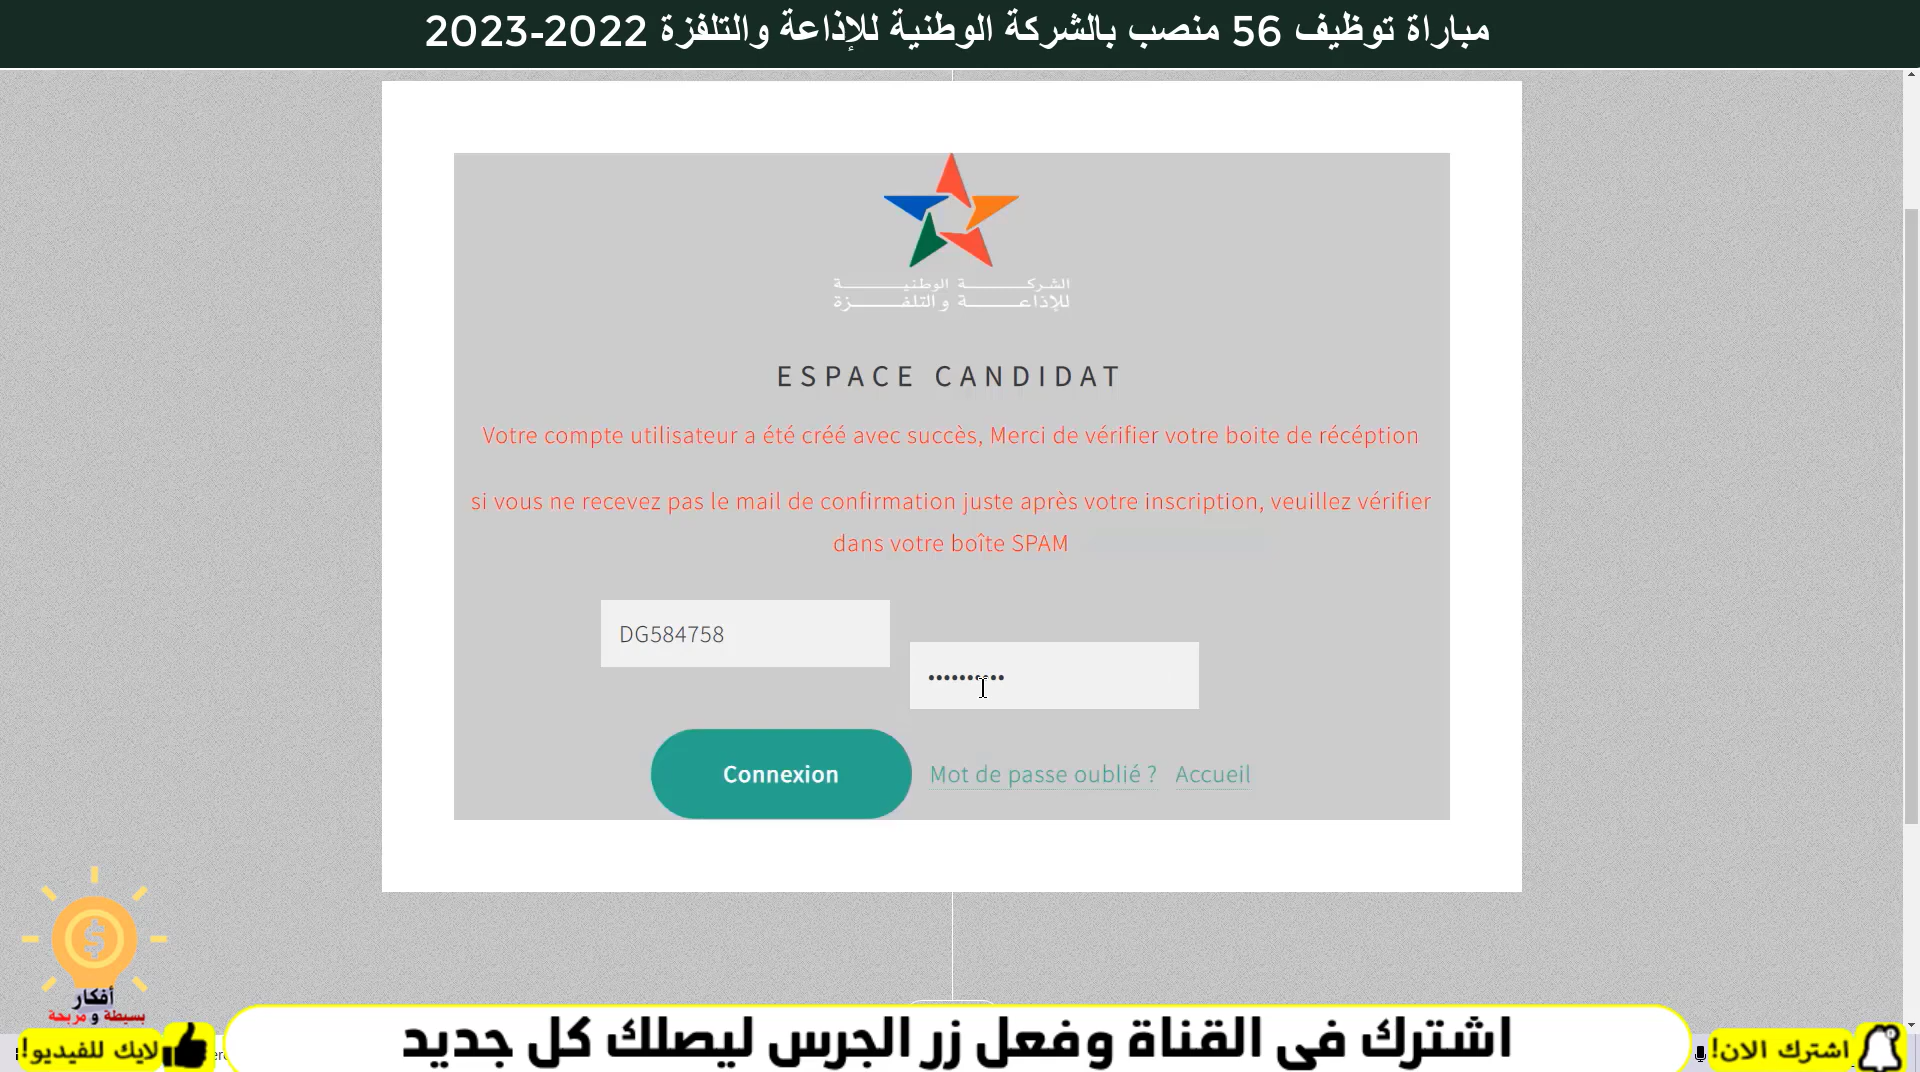 مباراة توظيف 56 منصب بالشركة الوطنية للإذاعة والتلفزة 2022-2023
الشركة الوطنية
للإذاعة والتلفزة
ESPACE CANDIDAT
Votre compte utilisateur a été créé avec succès, Merci de vérifier votre boite de récéption
si vous ne recevez pas le mail de confirmation juste après votre inscription, veuillez vérifier
dans votre boîte SPAM
DG584758
••••••••••
Connexion
Mot de passe oublié ? Accueil
أفكار
بسيطة و مربحة
لايك للفيديو!
اشترك فى القناة وفعل زر الجرس ليصلك كل جديد
اشترك الان!